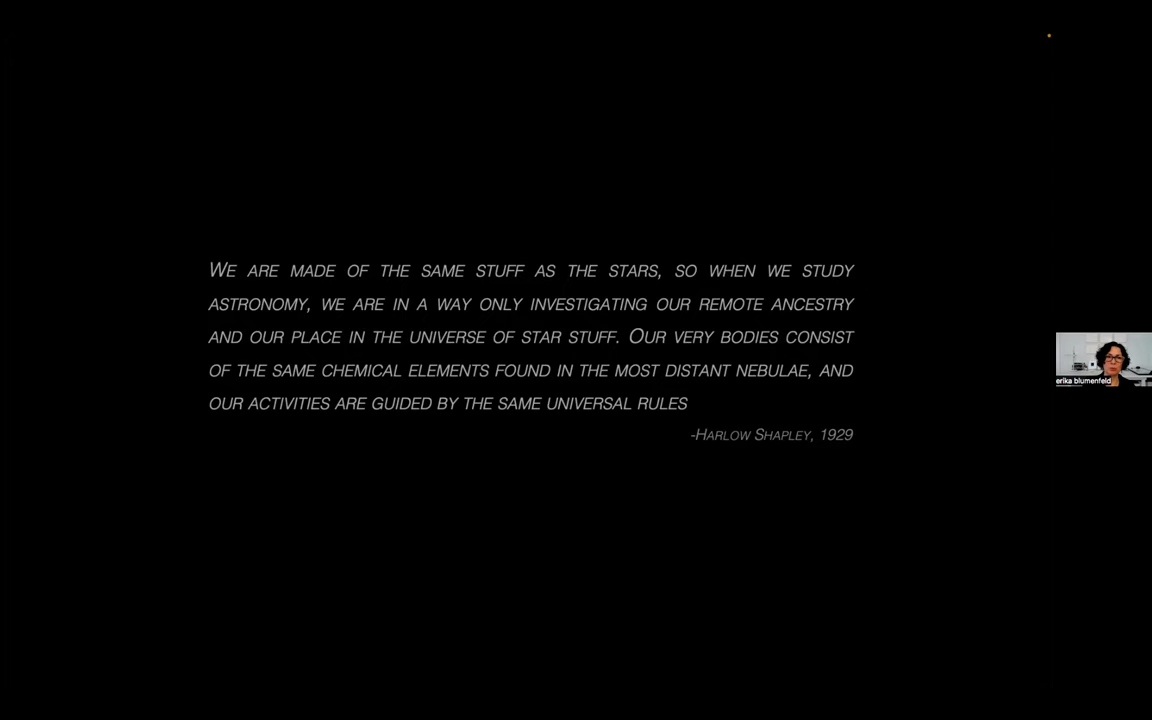 WE ARE MADE OF THE SAME STUFF AS THE STARS, SO WHEN WE STUDY
ASTRONOMY, WE ARE IN A WAY ONLY INVESTIGATING OUR REMOTE ANCESTRY
AND OUR PLACE IN THE UNIVERSE OF STAR STUFF. OUR VERY BODIES CONSIST
OF THE SAME CHEMICAL ELEMENTS FOUND IN THE MOST DISTANT NEBULAE, AND
OUR ACTIVITIES ARE GUIDED BY THE SAME UNIVERSAL RULES
-HARLOW SHAPLEY, 1929
erika blumenfeld